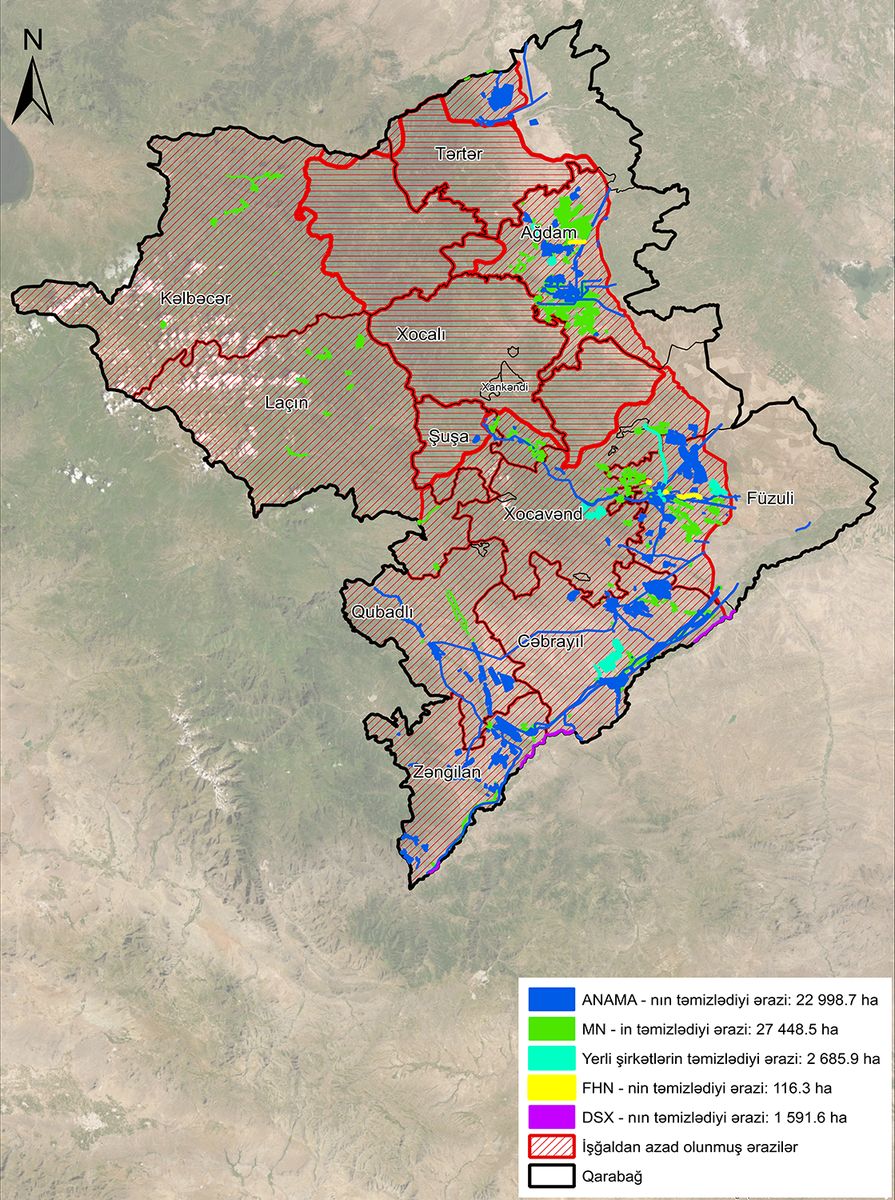 N
Tərtər
Ağdam
Kəlbəcər
Xocalı
Xankəndi
Laçın
Şuşa
Füzuli
Xocavənd
Qubadlı
Cəbrayıl
Zəngilan
ANAMA - nın təmizlədiyi ərazi: 22 998.7 ha
MN - in təmizlədiyi ərazi: 27 448.5 ha
Yerli şirkətlərin təmizlədiyi ərazi: 2 685.9 ha
FHN - nin təmizlədiyi ərazi: 116.3 ha
DSX - nın təmizlədiyi ərazi: 1 591.6 ha
İşğaldan azad olunmuş ərazilər
Qarabağ